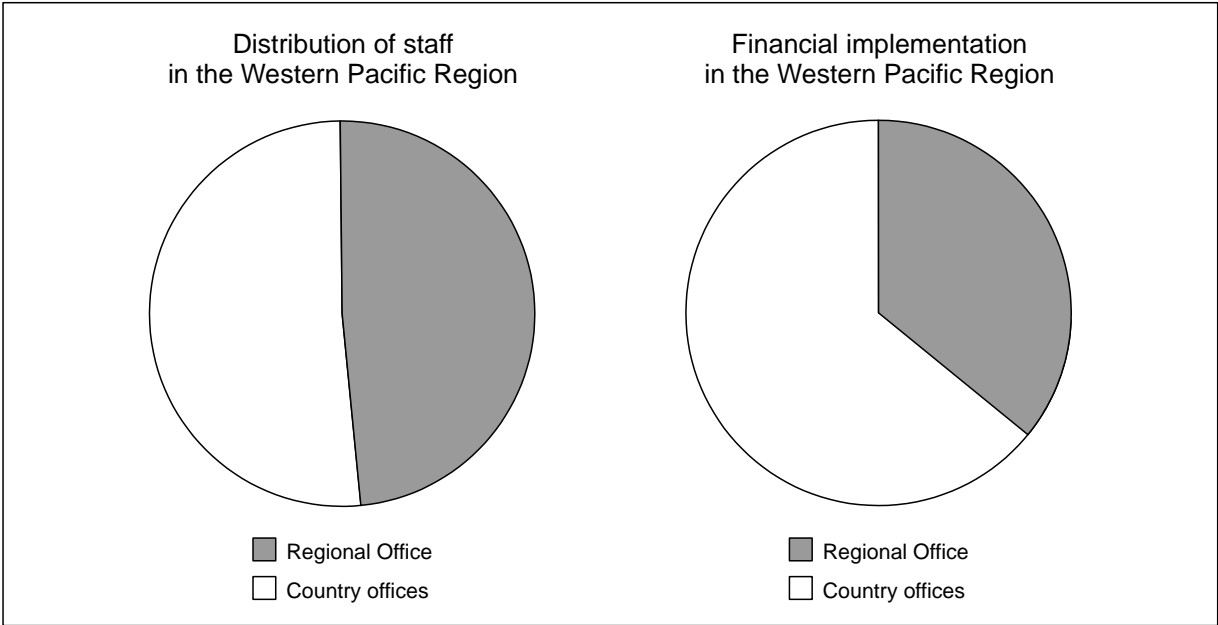 Distribution of staff
in the Western Pacific Region
Regional Office
Country offices
Financial implementation
in the Western Pacific Region
Regional Office
Country offices